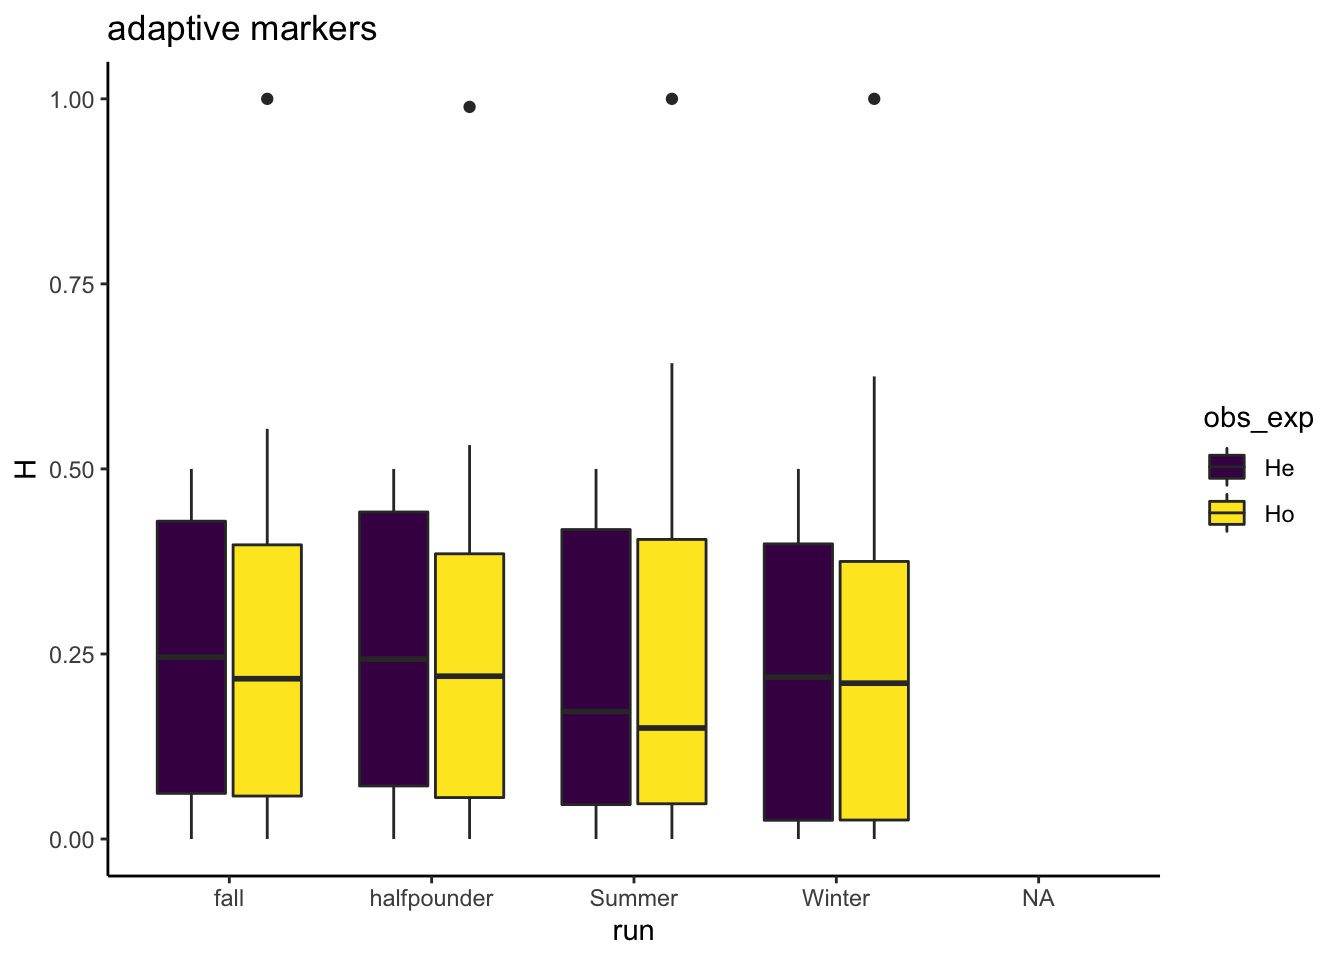 adaptive markers
1.00
0.75
0.50
0.25
0.00
H
fall halfpounder Summer Winter NA
run
obs_exp
He
Ho